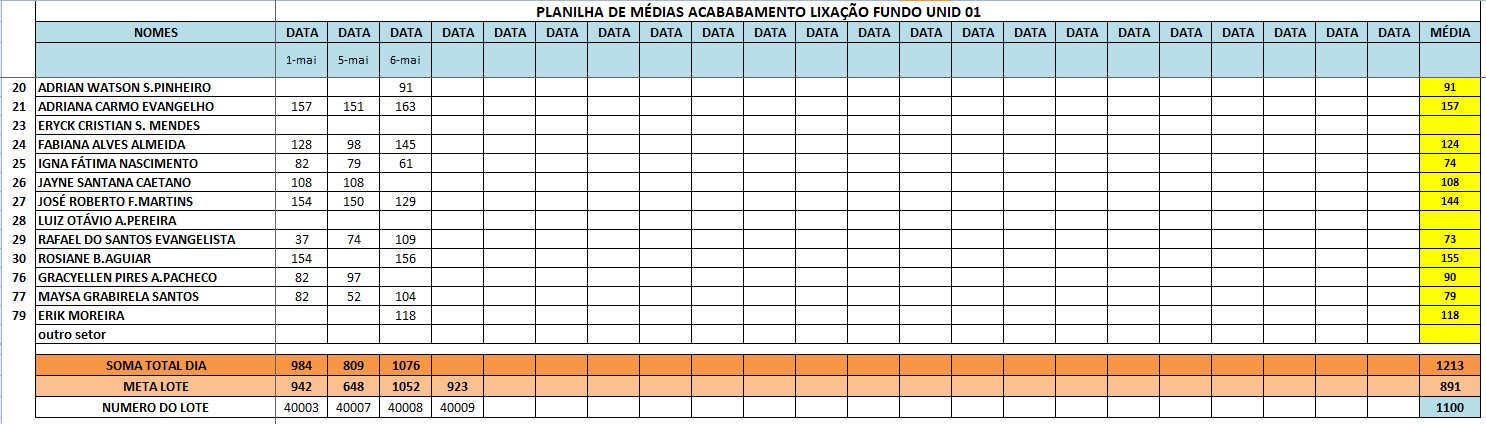 PLANILHA DE MÉDIAS ACABABAMENTO LIXAÇÃO FUNDO UNID 01
NOMES DATA DATA DATA DATA DATA DATA DATA DATA DATA DATA DATA DATA DATA DATA DATA DATA DATA DATA DATA DATA DATA DATA MÉDIA
1-mai 5-mai 6-mai
20 ADRIAN WATSON S.PINHEIRO 91 91
21 ADRIANA CARMO EVANGELHO 157 151 163 157
23 ERYCK CRISTIAN S. MENDES
24 FABIANA ALVES ALMEIDA 128 98 145 124
25 IGNA FÁTIMA NASCIMENTO 82 79 61 74
26 JAYNE SANTANA CAETANO 108 108 108
27 JOSÉ ROBERTO F.MARTINS 154 150 129 144
28 LUIZ OTÁVIO A.PEREIRA
29 RAFAEL DO SANTOS EVANGELISTA 37 74 109 73
30 ROSIANE B.AGUIAR 154 156 155
76 GRACYELLEN PIRES A.PACHECO 82 97 90
77 MAYSA GRABIRELA SANTOS 82 52 104 79
79 ERIK MOREIRA 118 118
outro setor
SOMA TOTAL DIA 984 809 1076 1213
META LOTE 942 648 1052 923 891
NUMERO DO LOTE 40003 40007 40008 40009 1100